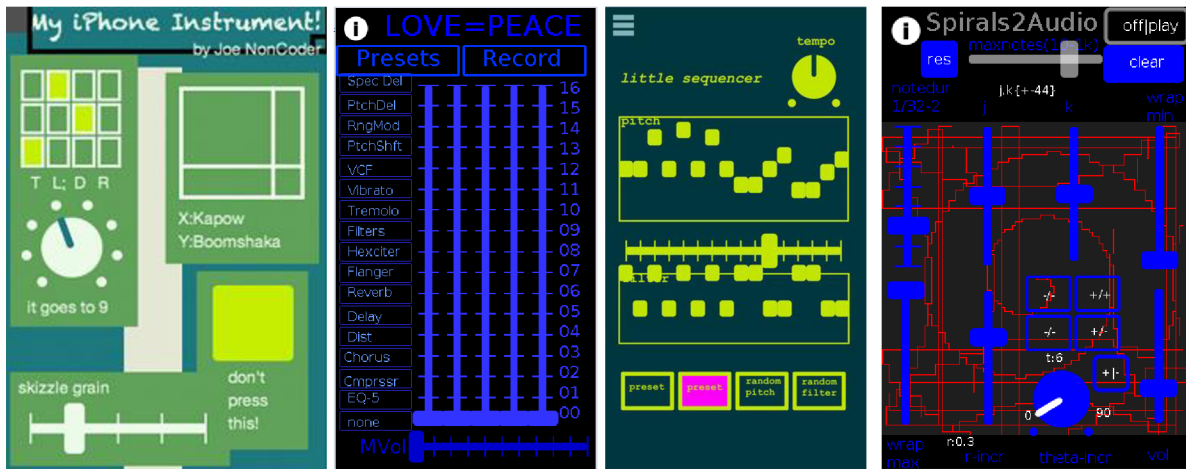 My iPhone Instrument!
by Joe NonCoder
T L; D R
X:Kapow
Y:Boomshaka
it goes to 9
skizzle grain
don't
press
this!
i LOVE=PEACE
Presets Record
Spec Del 16
PtchDel 15
RngMod 14
PtchShft 13
VCF 12
Vibrato 11
Tremolo 10
Filters 09
Hexciter 08
Flanger 07
Reverb 06
Delay 05
Dist 04
Chorus 03
Cmprssr 02
EQ-5 01
none 00
MVol
tempo
little sequencer
pitch
filter
preset
preset
random
pitch
random
filter
i Spirals2Audio off|play
res
clear
notedur
1/32-2
j,k{+-44}
j
k
wrap
min
-/-
+/+
-/-
+/-
t:6
+|-
0
90
n:0.3
wrap
max
r-incr
theta-incr
vol